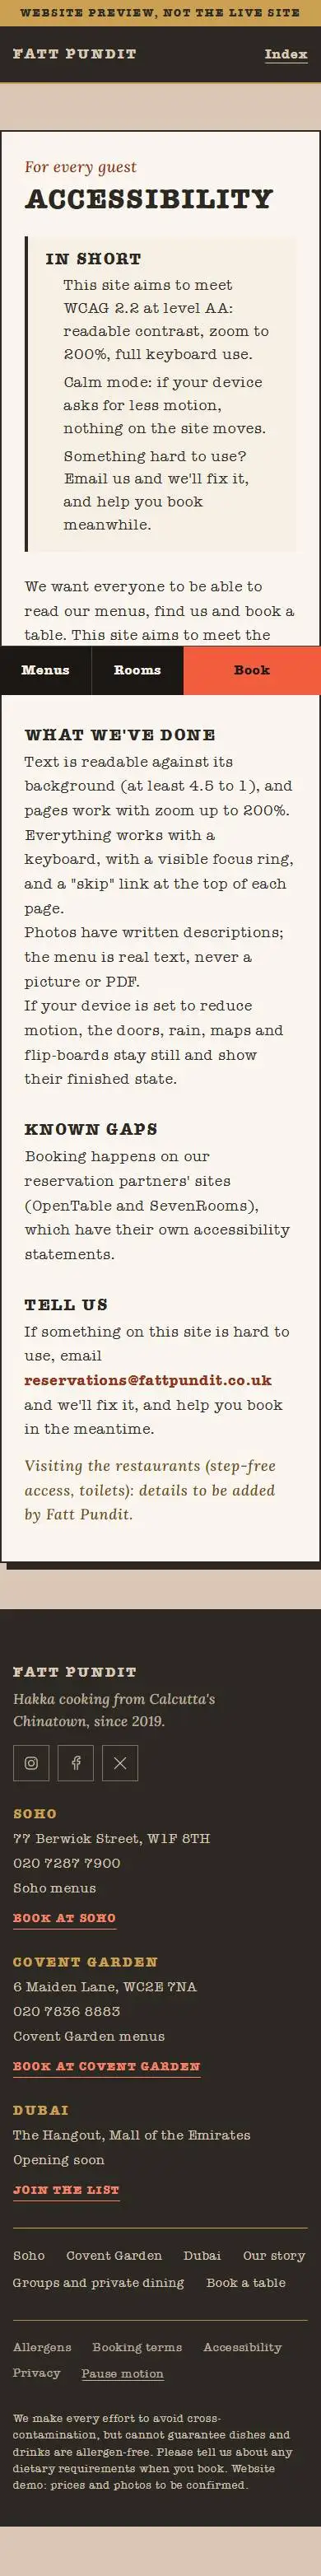 WEBSITE PREVIEW, NOT THE LIVE SITE
FATT PUNDIT
Index
For every guest
ACCESSIBILITY
IN SHORT
This site aims to meet
WCAG 2.2 at level AA:
readable contrast, zoom to
200%, full keyboard use.
Calm mode: if your device
asks for less motion,
nothing on the site moves.
Something hard to use?
Email us and we'll fix it,
and help you book
meanwhile.
We want everyone to be able to
read our menus, find us and book a
table. This site aims to meet the
Menus
Rooms
Book
WHAT WE'VE DONE
Text is readable against its
background (at least 4.5 to 1), and
pages work with zoom up to 200%.
Everything works with a
keyboard, with a visible focus ring,
and a "skip" link at the top of each
page.
Photos have written descriptions;
the menu is real text, never a
picture or PDF.
If your device is set to reduce
motion, the doors, rain, maps and
flip-boards stay still and show
their finished state.
KNOWN GAPS
Booking happens on our
reservation partners' sites
(OpenTable and SevenRooms),
which have their own accessibility
statements.
TELL US
If something on this site is hard to
use, email
reservations@fattpundit.co.uk
and we'll fix it, and help you book
in the meantime.
Visiting the restaurants (step-free
access, toilets): details to be added
by Fatt Pundit.
FATT PUNDIT
Hakka cooking from Calcutta's
Chinatown, since 2019.
SOHO
77 Berwick Street, W1F 8TH
020 7287 7900
Soho menus
BOOK AT SOHO
COVENT GARDEN
6 Maiden Lane, WC2E 7NA
020 7836 8883
Covent Garden menus
BOOK AT COVENT GARDEN
DUBAI
The Hangout, Mall of the Emirates
Opening soon
JOIN THE LIST
Soho Covent Garden Dubai Our story
Groups and private dining Book a table
Allergens Booking terms Accessibility
Privacy Pause motion
We make every effort to avoid cross-
contamination, but cannot guarantee dishes and
drinks are allergen-free. Please tell us about any
dietary requirements when you book. Website
demo: prices and photos to be confirmed.